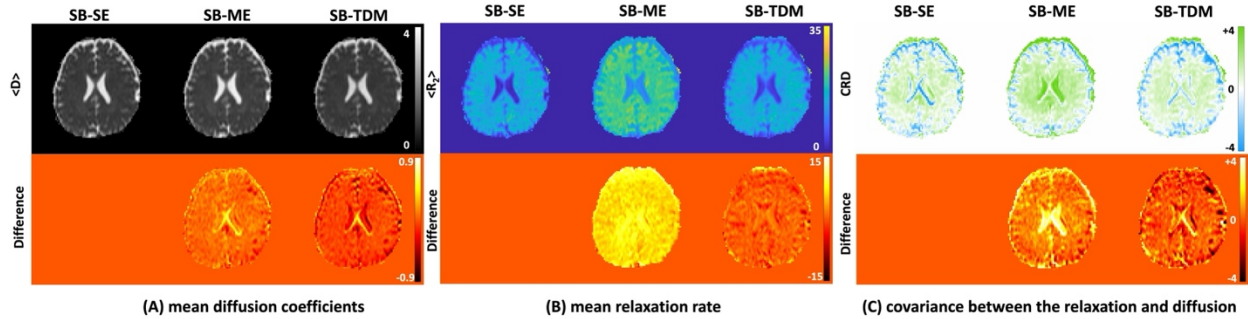 SB-SE SB-ME SB-TDM
<D>
4
0
Difference
0.9
-0.9
(A) mean diffusion coefficients
SB-SE SB-ME SB-TDM
<R₂>
35
0
Difference
15
-15
(B) mean relaxation rate
SB-SE SB-ME SB-TDM
CRD
+4
0
-4
Difference
+4
0
-4
(C) covariance between the relaxation and diffusion